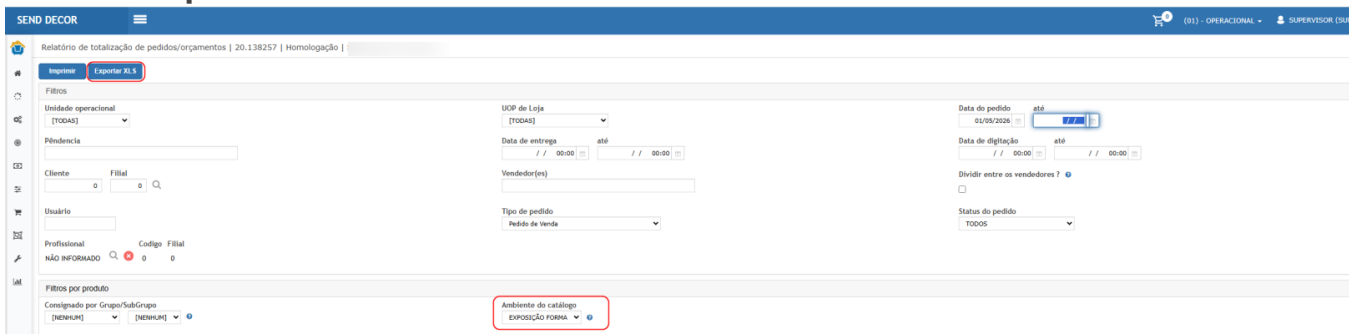 SEND DECOR 0 (01) - OPERACIONAL SUPERVISOR (SU
Relatório de totalização de pedidos/orçamentos | 20.138257 | Homologação |
Imprimir Exportar XLS
Filtros
Unidade operacional UOP de Loja Data do pedido até
[TODAS] [TODAS] 01/05/2026 / /
Pêndencia Data de entrega até Data de digitação até
/ / 00:00 / / 00:00 / / 00:00 / / 00:00
Cliente Filial Vendedor(es) Dividir entre os vendedores ?
0 0
Usuário Tipo de pedido Status do pedido
Pedido de Venda TODOS
Profissional Codigo Filial
NÃO INFORMADO 0 0
Filtros por produto
Consignado por Grupo/SubGrupo Ambiente do catálogo
[NENHUM] [NENHUM] EXPOSIÇÃO FORMA